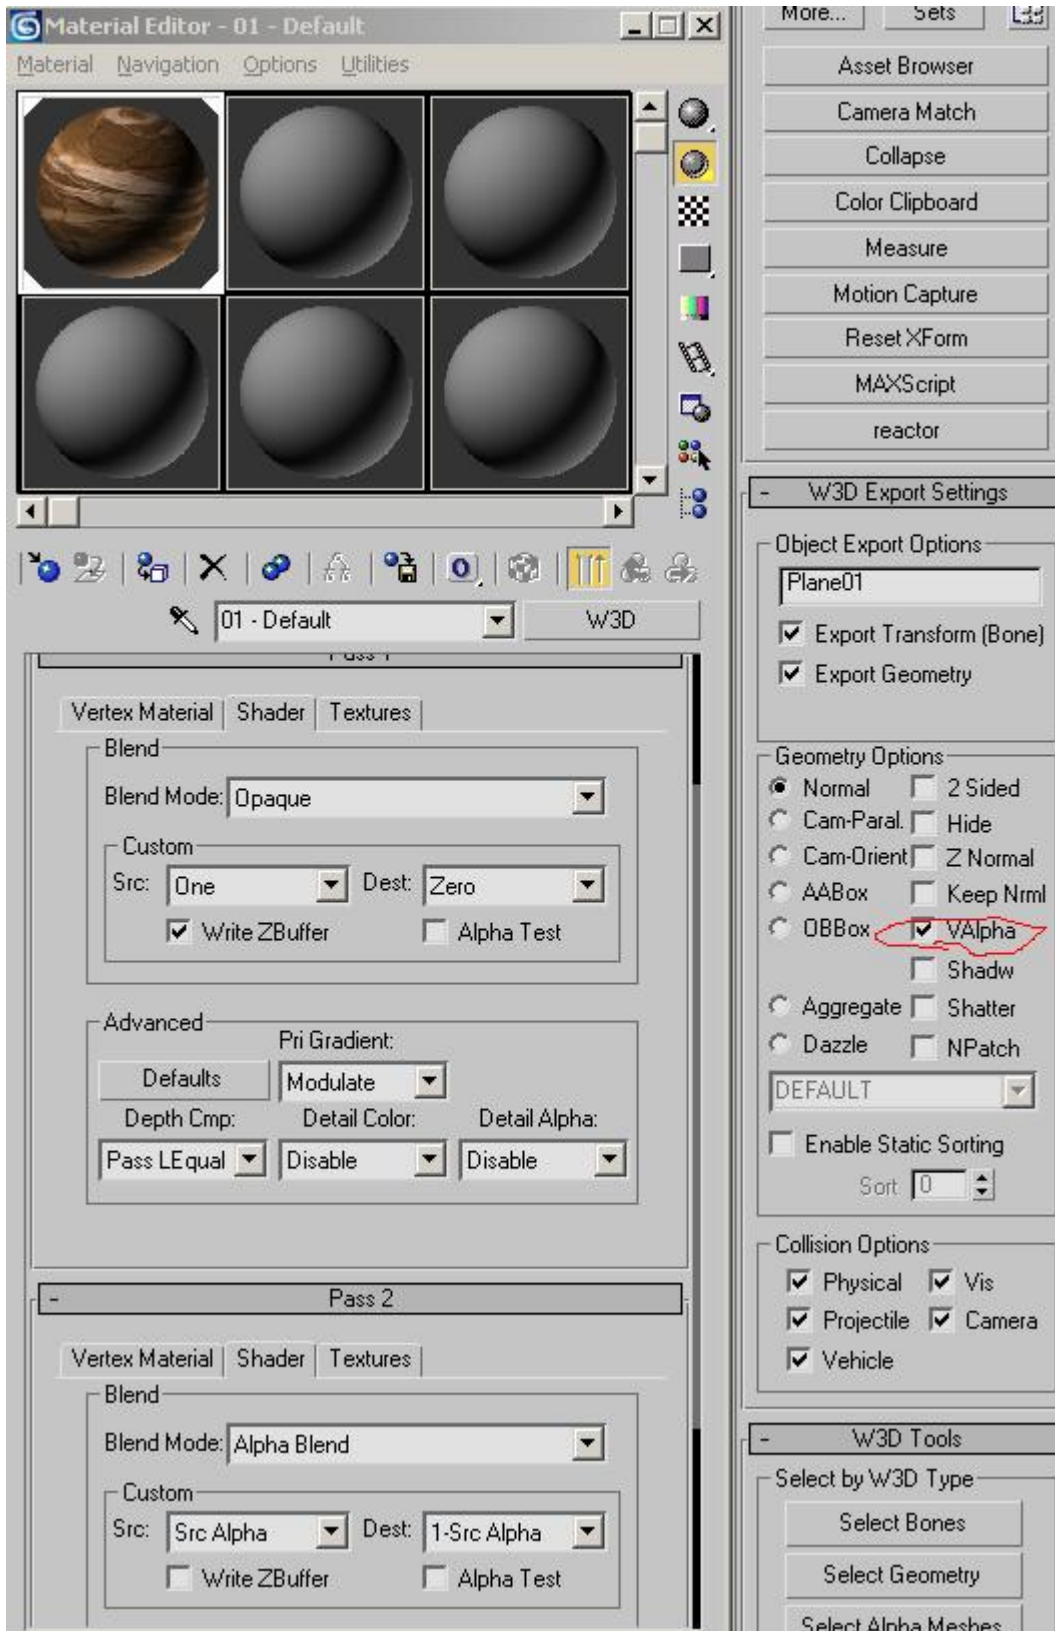 Material Editor - 01 - Default
Material Navigation Options Utilities
01 - Default
W3D
Pass 1
Vertex Material Shader Textures
Blend
Blend Mode: Opaque
Custom
Src: One Dest: Zero
Write ZBuffer Alpha Test
Advanced
Pri Gradient:
Defaults Modulate
Depth Cmp: Detail Color: Detail Alpha:
Pass LEqual Disable Disable
- Pass 2
Vertex Material Shader Textures
Blend
Blend Mode: Alpha Blend
Custom
Src: Src Alpha Dest: 1-Src Alpha
Write ZBuffer Alpha Test
More... Sets
Asset Browser
Camera Match
Collapse
Color Clipboard
Measure
Motion Capture
Reset XForm
MAXScript
reactor
- W3D Export Settings
Object Export Options
Plane01
Export Transform (Bone)
Export Geometry
Geometry Options
Normal 2 Sided
Cam-Paral. Hide
Cam-Orient Z Normal
AABox Keep Nrml
OBBox VAlpha
Shadw
Aggregate Shatter
Dazzle NPatch
DEFAULT
Enable Static Sorting
Sort 0
Collision Options
Physical Vis
Projectile Camera
Vehicle
- W3D Tools
Select by W3D Type
Select Bones
Select Geometry
Select Alpha Meshes